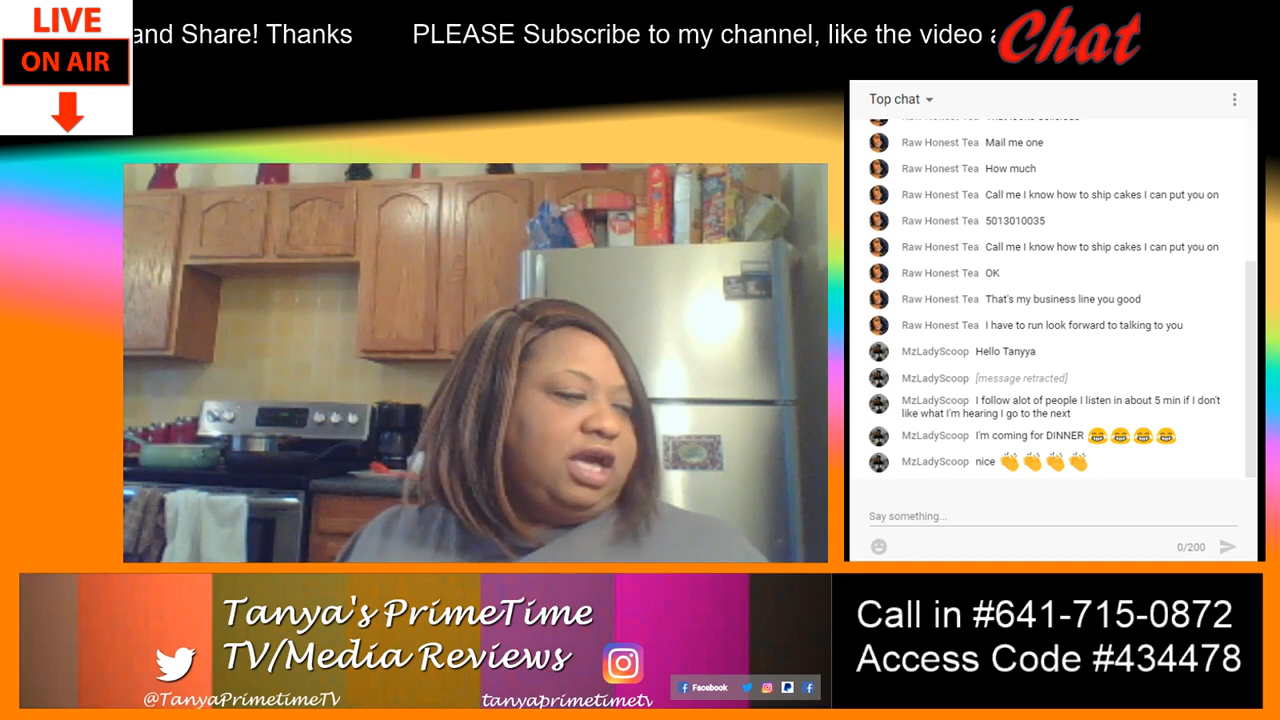 LIVE
ON AIR
and Share! Thanks PLEASE Subscribe to my channel, like the video a
Chat
Top chat
Raw Honest Tea That looks delicious
Raw Honest Tea Mail me one
Raw Honest Tea How much
Raw Honest Tea Call me I know how to ship cakes I can put you on
Raw Honest Tea 5013010035
Raw Honest Tea Call me I know how to ship cakes I can put you on
Raw Honest Tea OK
Raw Honest Tea That's my business line you good
Raw Honest Tea I have to run look forward to talking to you
MzLadyScoop Hello Tanyya
MzLadyScoop [message retracted]
MzLadyScoop I follow alot of people I listen in about 5 min if I don't
like what I'm hearing I go to the next
MzLadyScoop I'm coming for DINNER 😂 😂 😂 😂
MzLadyScoop nice 👏 👏 👏 👏
Say something...
0/200
Tanya's PrimeTime
TV/Media Reviews
@TanyaPrimetimeTV
tanyaprimetimetv
Facebook
Call in #641-715-0872
Access Code #434478